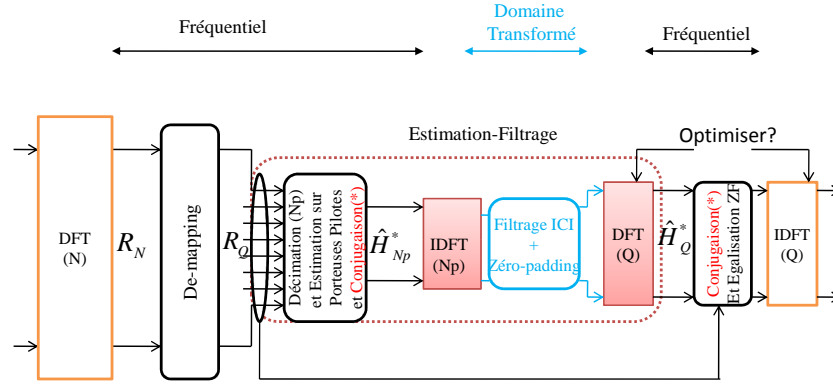 Domaine
Transformé
Fréquentiel
Fréquentiel
Estimation-Filtrage
Optimiser?
DFT
(N)
R_N
De-mapping
R_Q
Décimation (Np)
et Estimation sur
Porteuses Pilotes
et Conjugaison(*)
Ĥ*_Np
IDFT
(Np)
Filtrage ICI
+
Zéro-padding
DFT
(Q)
Ĥ*_Q
Conjugaison(*)
Et Egalisation ZF
IDFT
(Q)